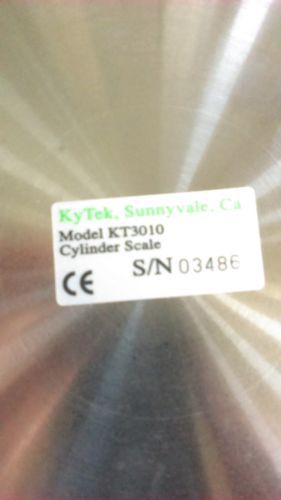 KyTek, Sunnyvale, Ca
Model KT3010
Cylinder Scale
CE S/N 03486